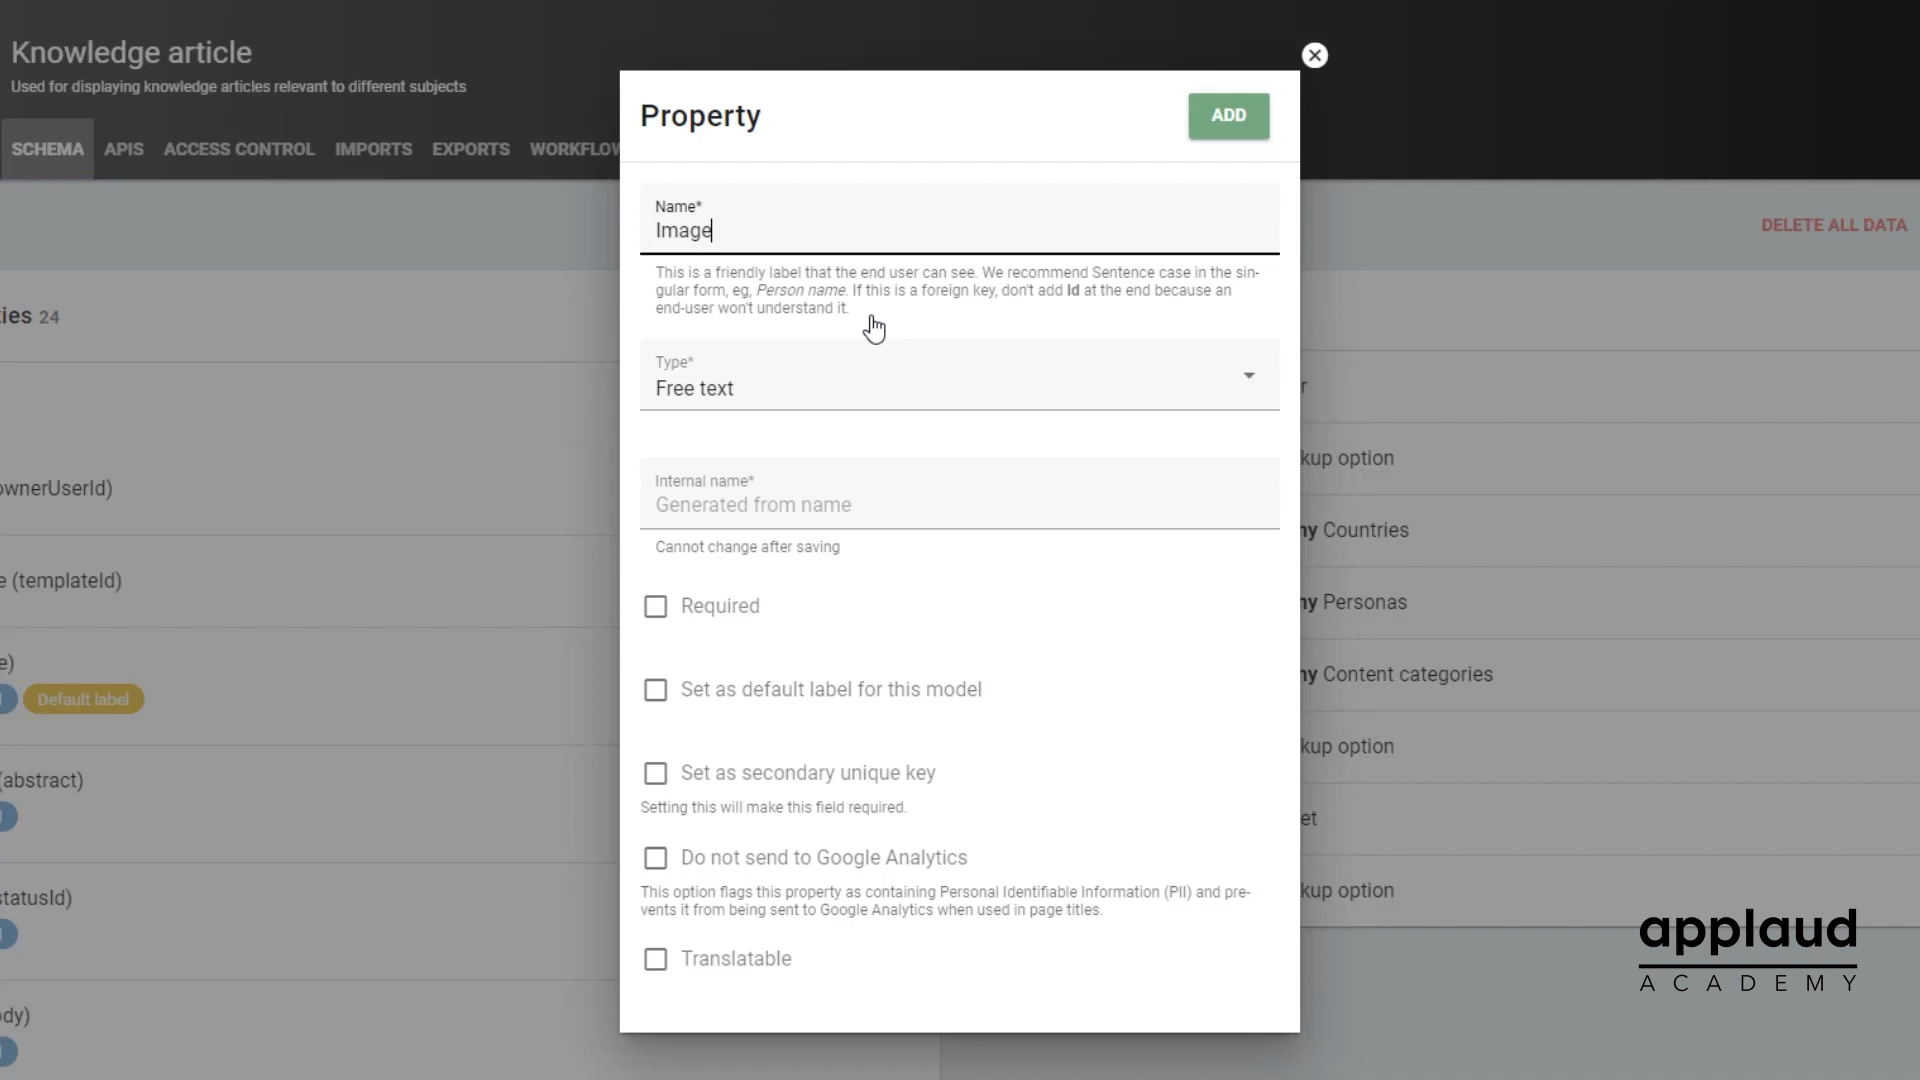 Knowledge article
Used for displaying knowledge articles relevant to different subjects
SCHEMA APIS ACCESS CONTROL IMPORTS EXPORTS WORKFLOW
DELETE ALL DATA
ies 24
ownerUserId)
e (templateId)
e)
Default label
(abstract)
statusId)
dy)
Property
ADD
Name*
Image
This is a friendly label that the end user can see. We recommend Sentence case in the sin-
gular form, eg, Person name. If this is a foreign key, don't add Id at the end because an
end-user won't understand it.
Type*
Free text
Internal name*
Generated from name
Cannot change after saving
Required
Set as default label for this model
Set as secondary unique key
Setting this will make this field required.
Do not send to Google Analytics
This option flags this property as containing Personal Identifiable Information (PII) and pre-
vents it from being sent to Google Analytics when used in page titles.
Translatable
r
kup option
ny Countries
ny Personas
ny Content categories
kup option
et
kup option
applaud
ACADEMY